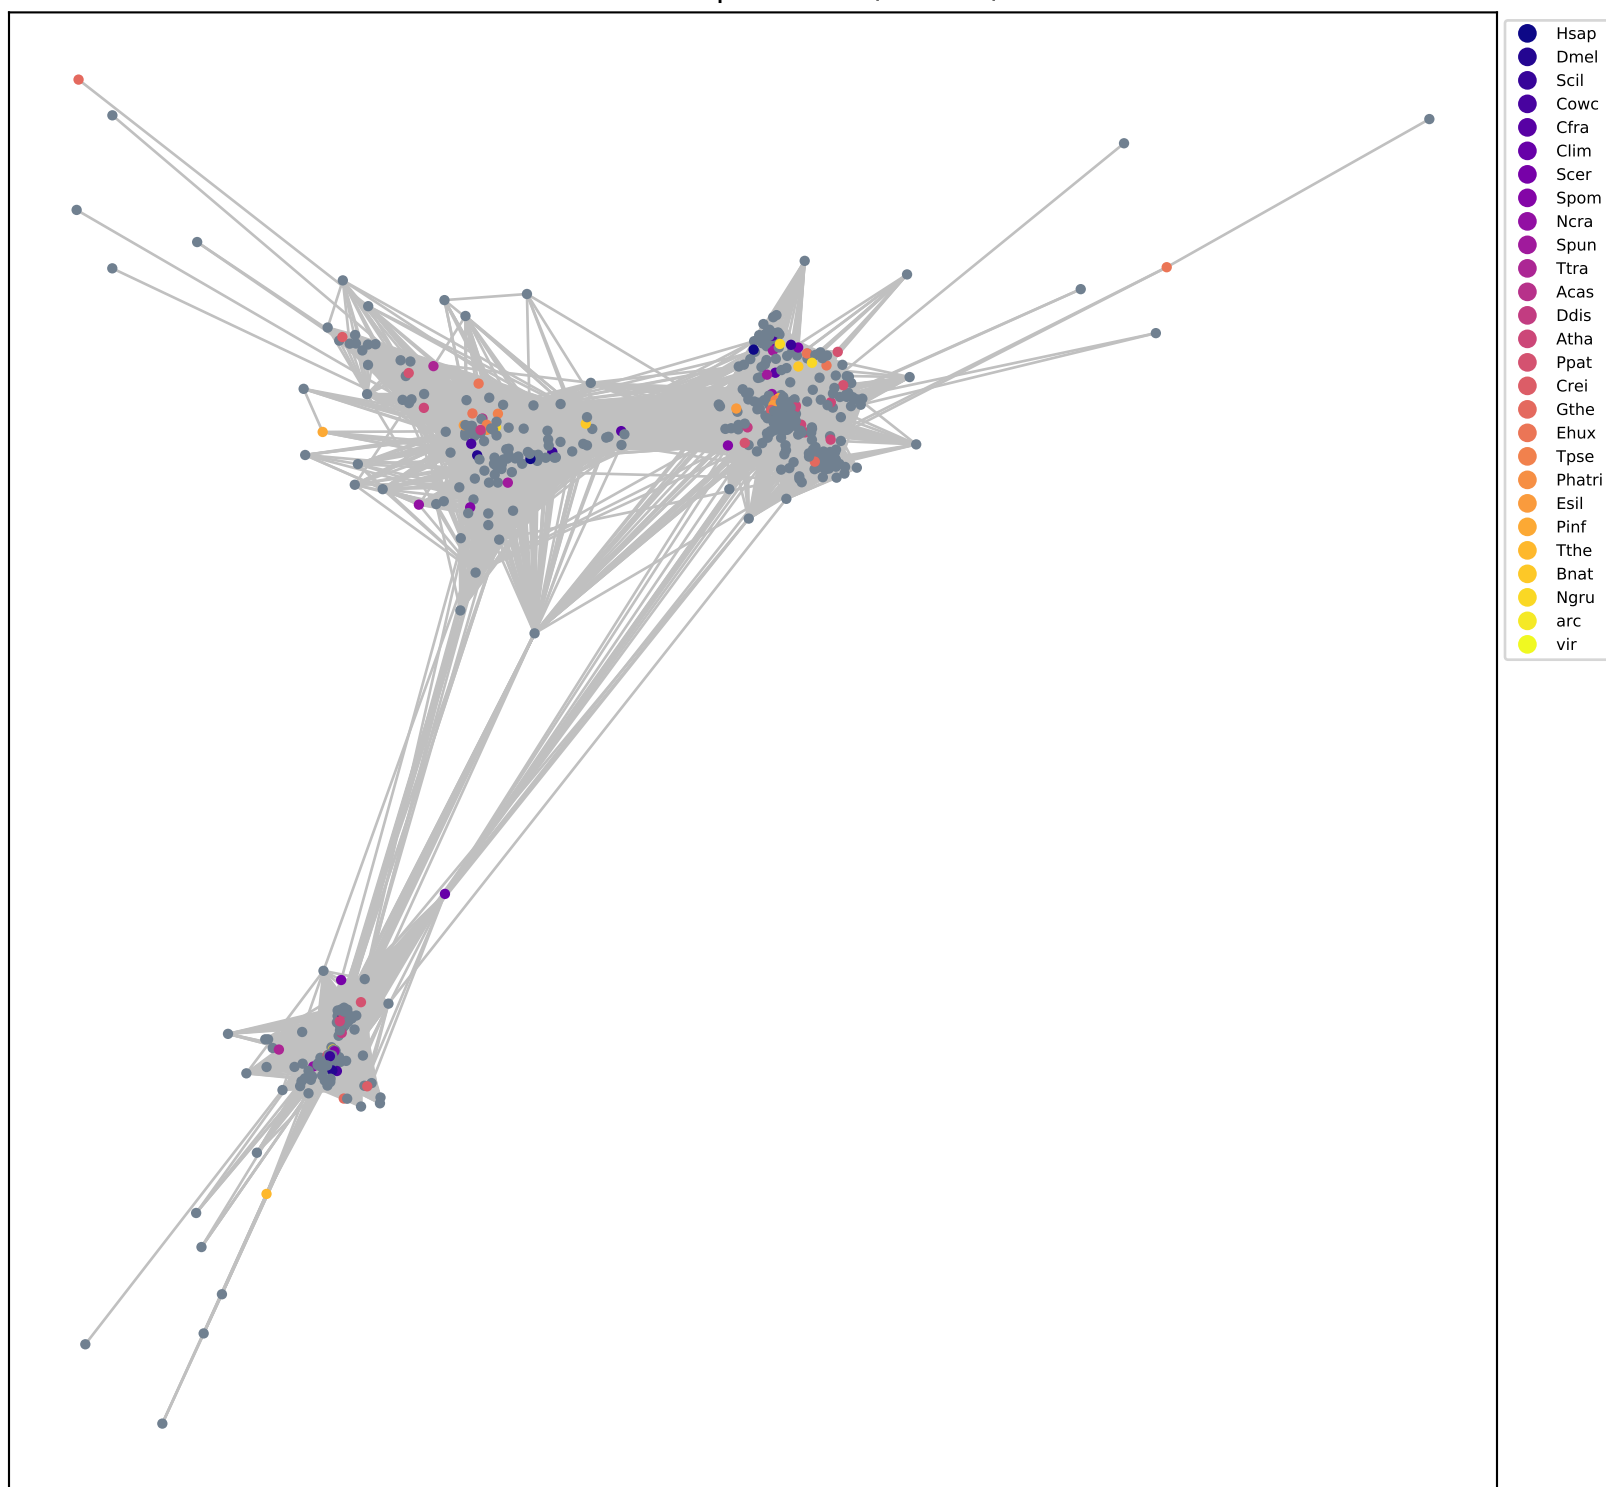 Hsap
Dmel
Scil
Cowc
Cfra
Clim
Scer
Spom
Ncra
Spun
Ttra
Acas
Ddis
Atha
Ppat
Crei
Gthe
Ehux
Tpse
Phatri
Esil
Pinf
Tthe
Bnat
Ngru
arc
vir